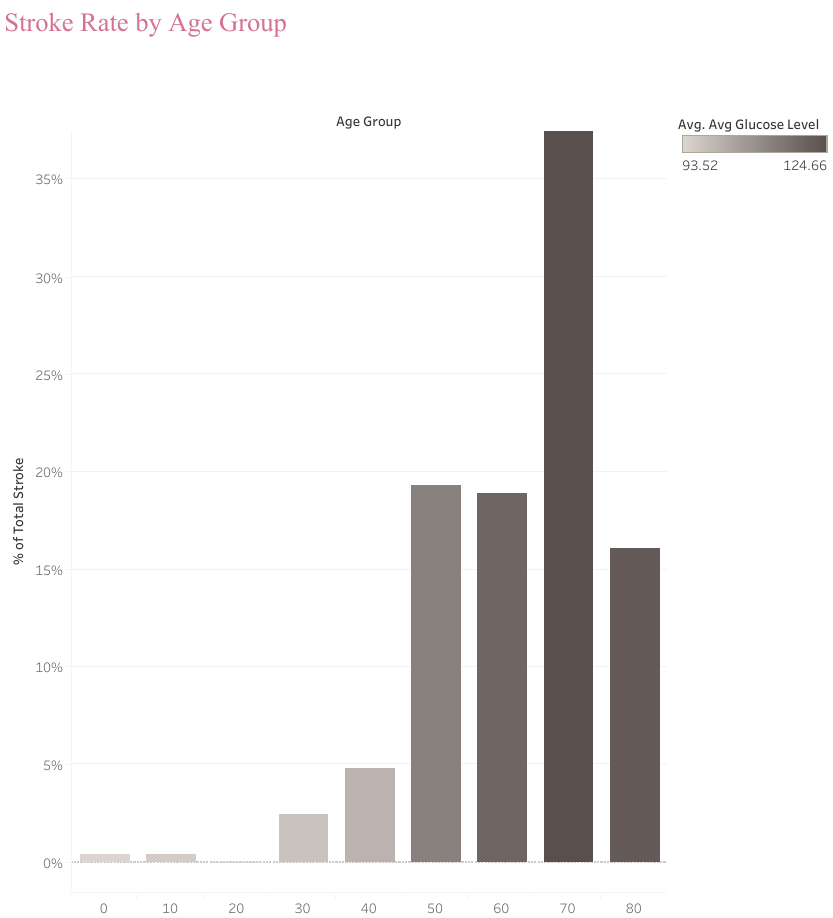 Stroke Rate by Age Group
Age Group
Avg. Avg Glucose Level
93.52 124.66
35%
30%
25%
20%
15%
10%
5%
0%
% of Total Stroke
0 10 20 30 40 50 60 70 80